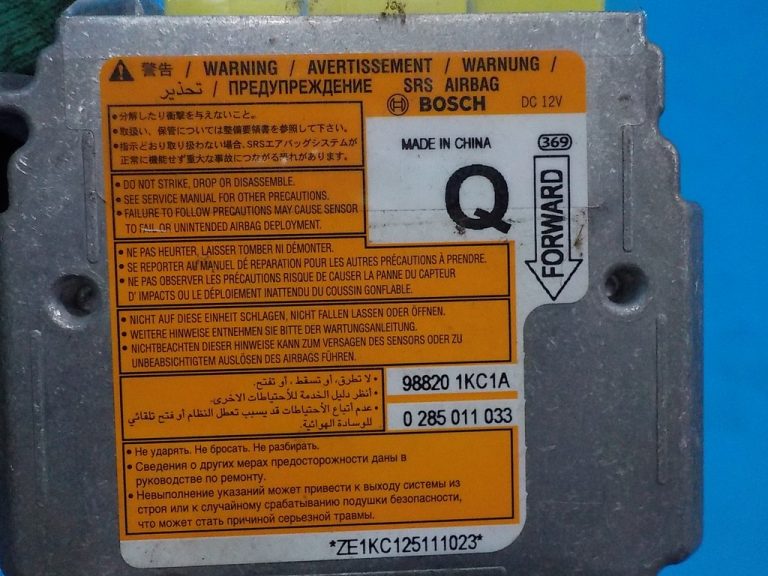 警告 / WARNING / AVERTISSEMENT / WARNUNG /
تحذير / ПРЕДУПРЕЖДЕНИЕ SRS AIRBAG
BOSCH DC 12V
•分解したり衝撃を与えないこと。
•取扱い、保管については整備要領書を参照して下さい。
•指示どおり取り扱わない場合、SRSエアバッグシステムが
正常に機能せず重大な事故につながる恐れがあります。
MADE IN CHINA
369
Q
FORWARD
• DO NOT STRIKE, DROP OR DISASSEMBLE.
• SEE SERVICE MANUAL FOR OTHER PRECAUTIONS.
• FAILURE TO FOLLOW PRECAUTIONS MAY CAUSE SENSOR
TO FAIL OR UNINTENDED AIRBAG DEPLOYMENT.
• NE PAS HEURTER, LAISSER TOMBER NI DÉMONTER.
• SE REPORTER AU MANUEL DE RÉPARATION POUR LES AUTRES PRÉCAUTIONS À PRENDRE.
• NE PAS OBSERVER LES PRÉCAUTIONS RISQUE DE CAUSER LA PANNE DU CAPTEUR
D' IMPACTS OU LE DÉPLOIEMENT INATTENDU DU COUSSIN GONFLABLE.
• NICHT AUF DIESE EINHEIT SCHLAGEN, NICHT FALLEN LASSEN ODER ÖFFNEN.
• WEITERE HINWEISE ENTNEHMEN SIE BITTE DER WARTUNGSANLEITUNG.
• NICHTBEACHTEN DIESER HINWEISE KANN ZUM VERSAGEN DES SENSORS ODER ZU
UNBEABSICHTIGTEM AUSLÖSEN DES AIRBAGS FÜHREN.
• لا تطرق، أو تسقط، أو تفتح.
• أنظر دليل الخدمة للأحتياطات الاخرى.
• عدم أتباع الأحتياطات قد يسبب تعطل النظام أو فتح تلقائي
للوسادة الهوائية.
98820 1KC1A
0 285 011 033
• Не ударять. Не бросать. Не разбирать.
• Сведения о других мерах предосторожности даны в
руководстве по ремонту.
• Невыполнение указаний может привести к выходу системы из
строя или к случайному срабатыванию подушки безопасности,
что может стать причиной серьезной травмы.
*ZE1KC125111023*